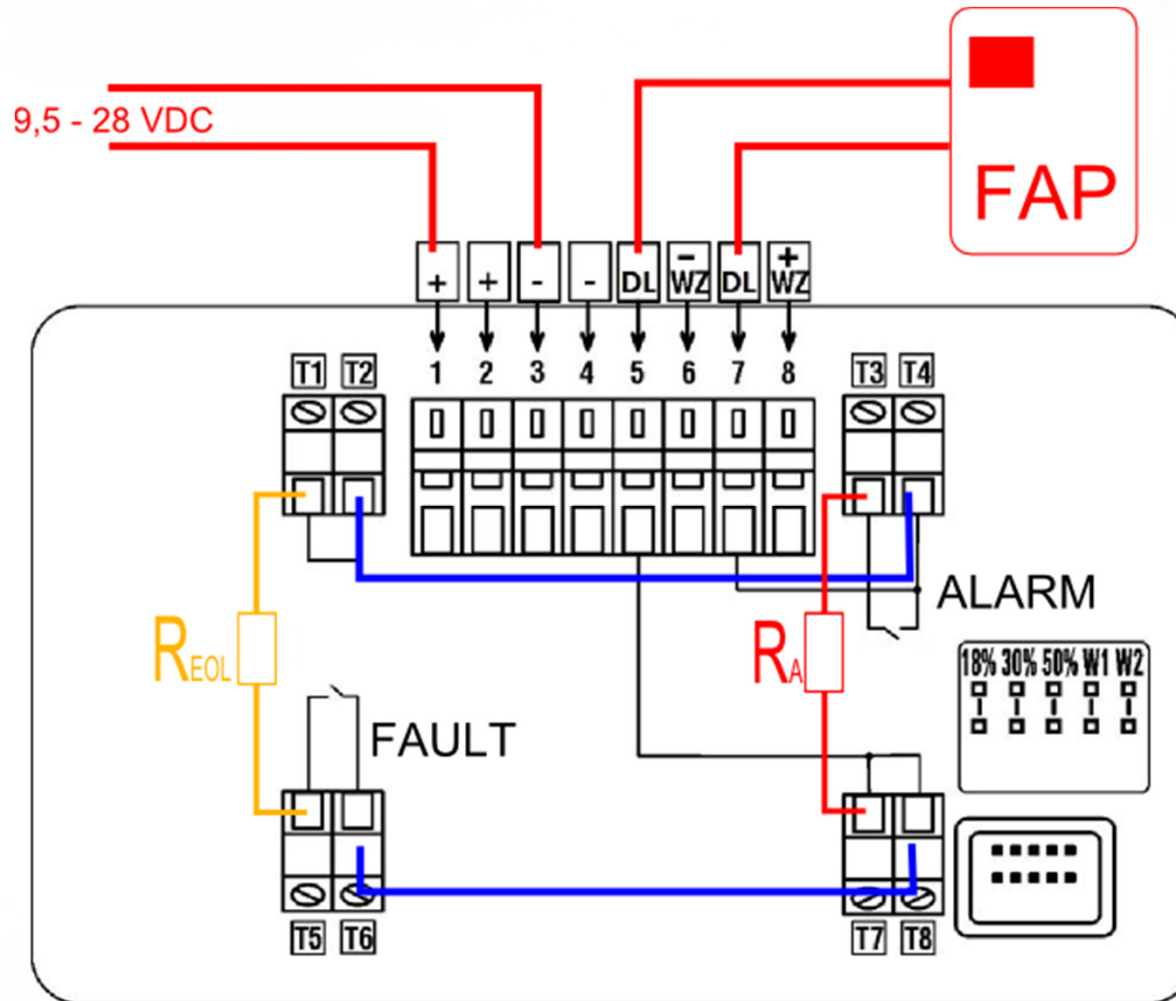 9,5 - 28 VDC
FAP
+ + - - DL - WZ DL + WZ
1 2 3 4 5 6 7 8
T1 T2
T3 T4
ALARM
REOL
RA
18% 30% 50% W1 W2
FAULT
T5 T6
T7 T8